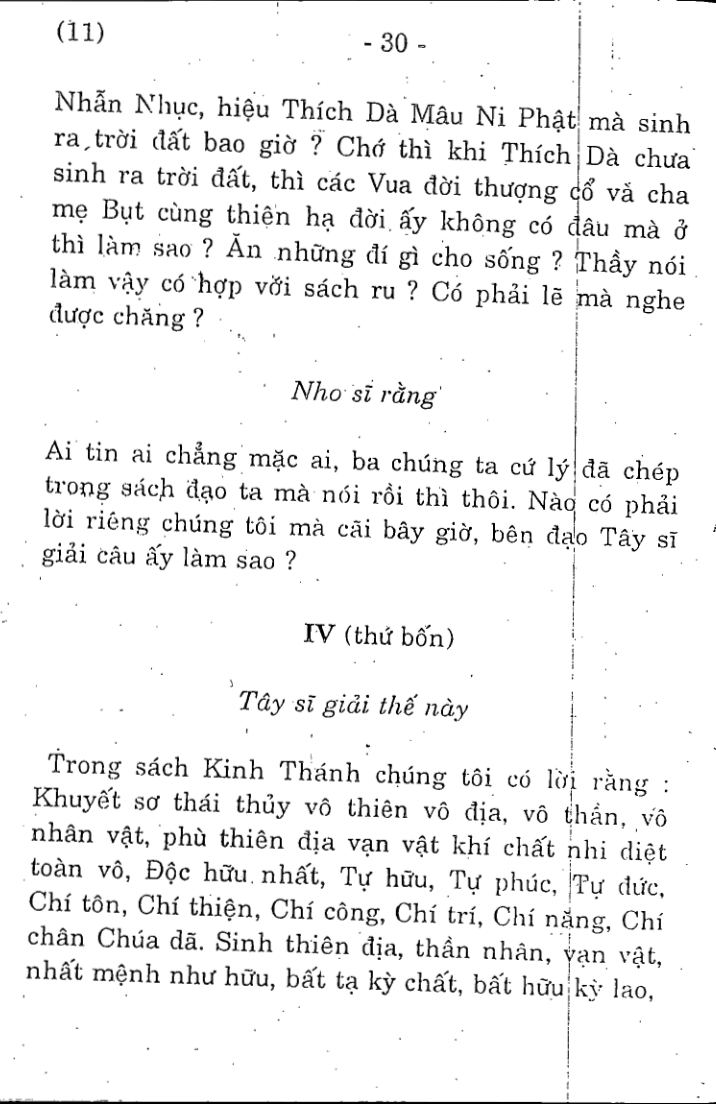 (11)
- 30 -
Nhẫn Nhục, hiệu Thích Dà Mâu Ni Phật mà sinh
ra trời đất bao giờ ? Chớ thì khi Thích Dà chưa
sinh ra trời đất, thì các Vua đời thượng cổ vả cha
mẹ Bụt cùng thiện hạ đời ấy không có đâu mà ở
thì làm sao ? Ăn những đí gì cho sống ? Thầy nói
làm vậy có hợp với sách ru ? Có phải lẽ mà nghe
được chăng ?
Nho sĩ rằng
Ai tin ai chẳng mặc ai, ba chúng ta cứ lý đã chép
trong sách đạo ta mà nói rồi thì thôi. Nào có phải
lời riêng chúng tôi mà cãi bây giờ, bên đạo Tây sĩ
giải câu ấy làm sao ?
IV (thứ bốn)
Tây sĩ giải thế này
Trong sách Kinh Thánh chúng tôi có lời rằng :
Khuyết sơ thái thủy vô thiên vô địa, vô thần, vô
nhân vật, phù thiên địa vạn vật khí chất nhi diệt
toàn vô, Độc hữu nhất, Tự hữu, Tự phúc, Tự đức,
Chí tôn, Chí thiện, Chí công, Chí trí, Chí năng, Chí
chân Chúa dã. Sinh thiên địa, thần nhân, vạn vật,
nhất mệnh như hữu, bất tạ kỳ chất, bất hữu kỳ lao,